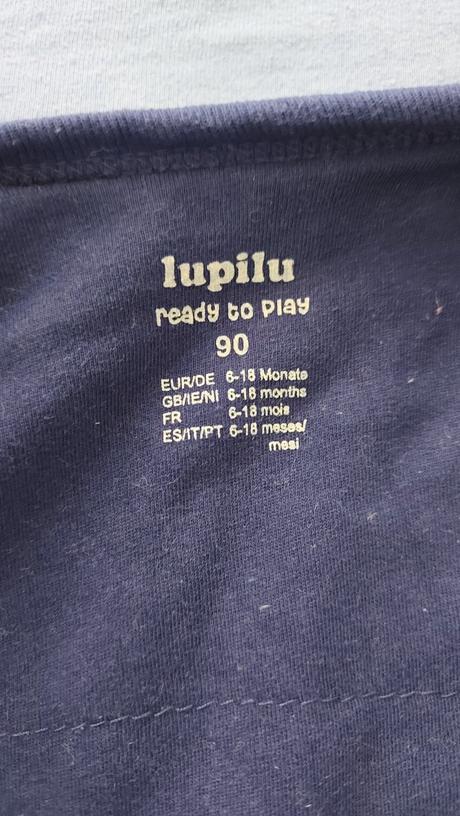 lupilu
ready to play
90
EUR/DE 6-18 Monate
GB/IE/NI 6-18 months
FR 6-18 mois
ES/IT/PT 6-18 meses/
mesi